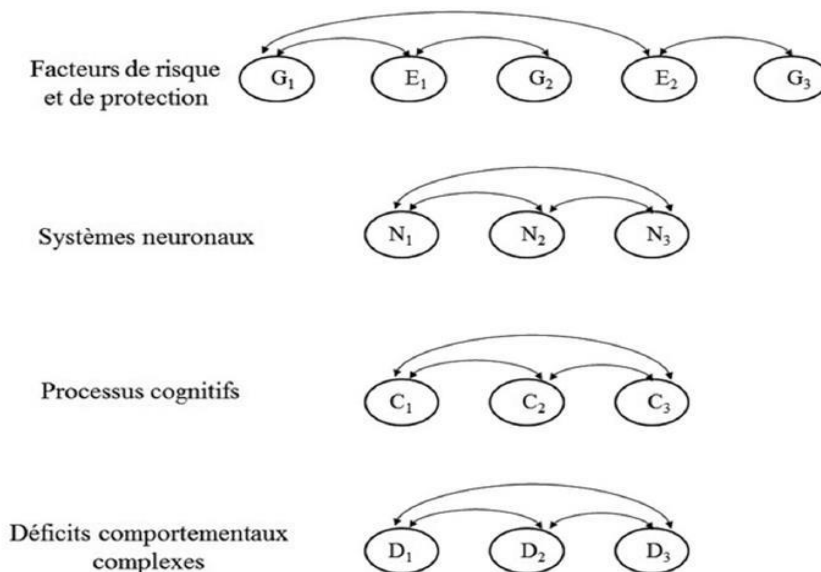 Facteurs de risque
et de protection
G₁ E₁ G₂ E₂ G₃
Systèmes neuronaux
N₁ N₂ N₃
Processus cognitifs
C₁ C₂ C₃
Déficits comportementaux
complexes
D₁ D₂ D₃